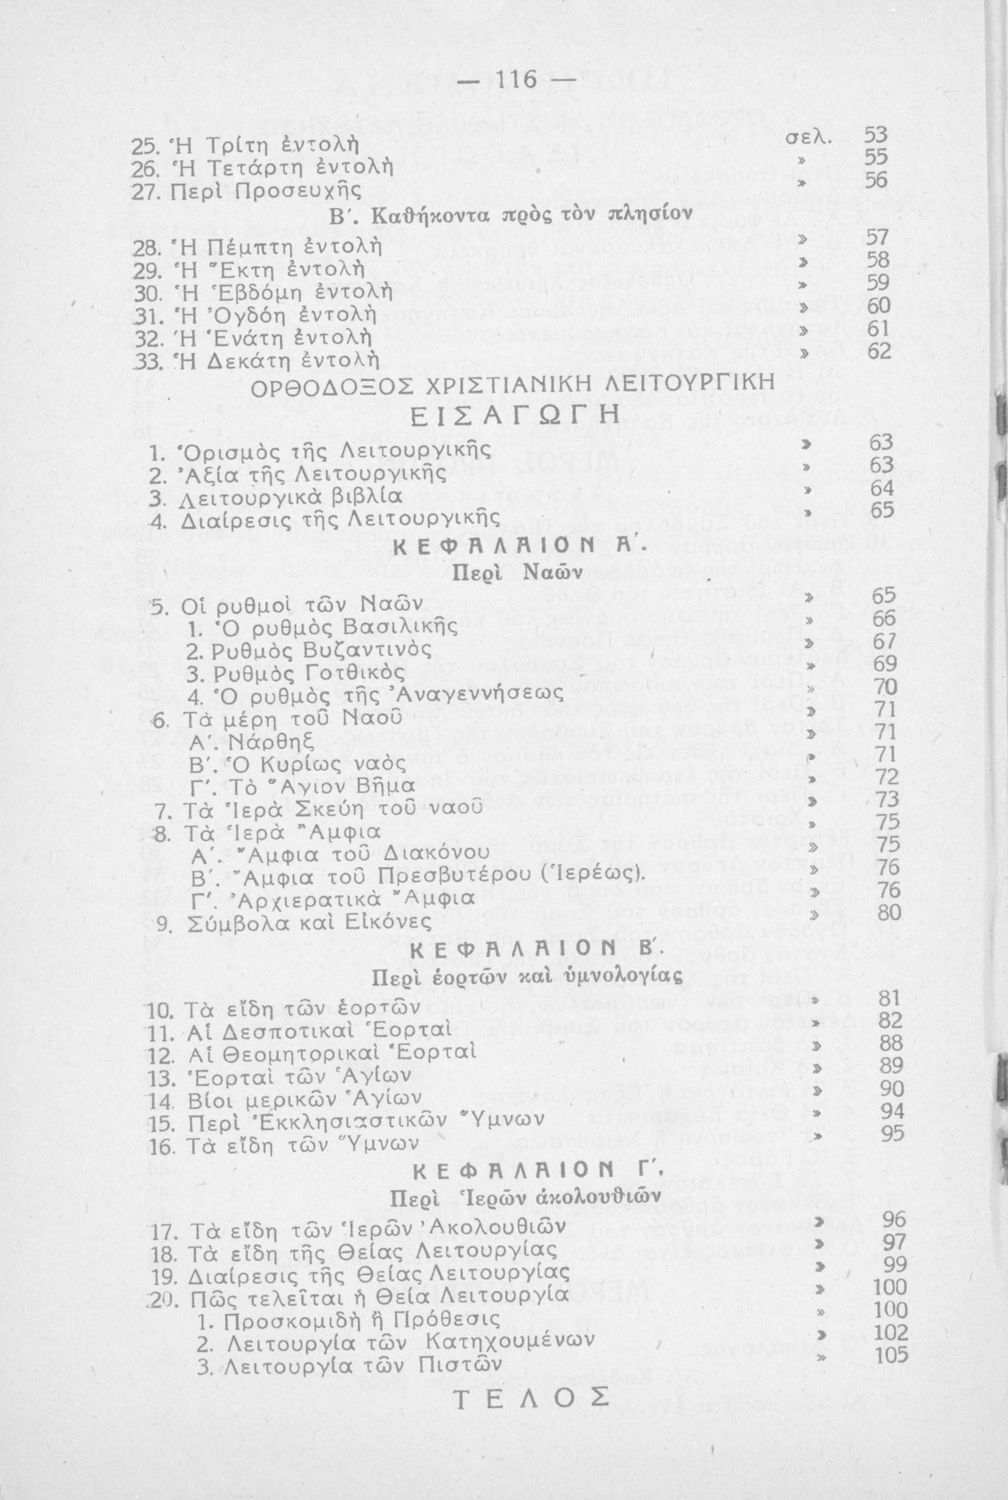 — 116 —
25. Ἡ Τρίτη ἐντολὴ σελ. 53
26. Ἡ Τετάρτη ἐντολὴ » 55
27. Περὶ Προσευχῆς » 56
Β΄. Καθήκοντα πρὸς τὸν πλησίον
28. Ἡ Πέμπτη ἐντολὴ » 57
29. Ἡ Ἕκτη ἐντολὴ » 58
30. Ἡ Ἑβδόμη ἐντολὴ » 59
31. Ἡ Ὀγδόη ἐντολὴ » 60
32. Ἡ Ἐνάτη ἐντολὴ » 61
33. Ἡ Δεκάτη ἐντολὴ » 62
ΟΡΘΟΔΟΞΟΣ ΧΡΙΣΤΙΑΝΙΚΗ ΛΕΙΤΟΥΡΓΙΚΗ
ΕΙΣΑΓΩΓΗ
1. Ὁρισμὸς τῆς Λειτουργικῆς » 63
2. Ἀξία τῆς Λειτουργικῆς » 63
3. Λειτουργικὰ βιβλία » 64
4. Διαίρεσις τῆς Λειτουργικῆς » 65
ΚΕΦΑΛΑΙΟΝ Α΄.
Περὶ Ναῶν
5. Οἱ ρυθμοὶ τῶν Ναῶν » 65
1. Ὁ ρυθμὸς Βασιλικῆς » 66
2. Ρυθμὸς Βυζαντινὸς » 67
3. Ρυθμὸς Γοτθικὸς » 69
4. Ὁ ρυθμὸς τῆς Ἀναγεννήσεως » 70
6. Τὰ μέρη τοῦ Ναοῦ » 71
Α΄. Νάρθηξ » 71
Β΄. Ὁ Κυρίως ναὸς » 71
Γ΄. Τὸ Ἅγιον Βῆμα » 72
7. Τὰ Ἱερὰ Σκεύη τοῦ ναοῦ » 73
8. Τὰ Ἱερὰ Ἄμφια » 75
Α΄. Ἄμφια τοῦ Διακόνου » 75
Β΄. Ἄμφια τοῦ Πρεσβυτέρου (Ἱερέως). » 76
Γ΄. Ἀρχιερατικὰ Ἄμφια » 76
9. Σύμβολα καὶ Εἰκόνες » 80
ΚΕΦΑΛΑΙΟΝ Β΄.
Περὶ ἑορτῶν καὶ ὑμνολογίας
10. Τὰ εἴδη τῶν ἑορτῶν » 81
11. Αἱ Δεσποτικαὶ Ἑορταὶ » 82
12. Αἱ Θεομητορικαὶ Ἑορταὶ » 88
13. Ἑορταὶ τῶν Ἁγίων » 89
14. Βίοι μερικῶν Ἁγίων » 90
15. Περὶ Ἐκκλησιαστικῶν Ὕμνων » 94
16. Τὰ εἴδη τῶν Ὕμνων » 95
ΚΕΦΑΛΑΙΟΝ Γ΄.
Περὶ Ἱερῶν ἀκολουθιῶν
17. Τὰ εἴδη τῶν Ἱερῶν Ἀκολουθιῶν » 96
18. Τὰ εἴδη τῆς Θείας Λειτουργίας » 97
19. Διαίρεσις τῆς Θείας Λειτουργίας » 99
20. Πῶς τελεῖται ἡ Θεία Λειτουργία » 100
1. Προσκομιδὴ ἢ Πρόθεσις » 100
2. Λειτουργία τῶν Κατηχουμένων » 102
3. Λειτουργία τῶν Πιστῶν » 105
ΤΕΛΟΣ